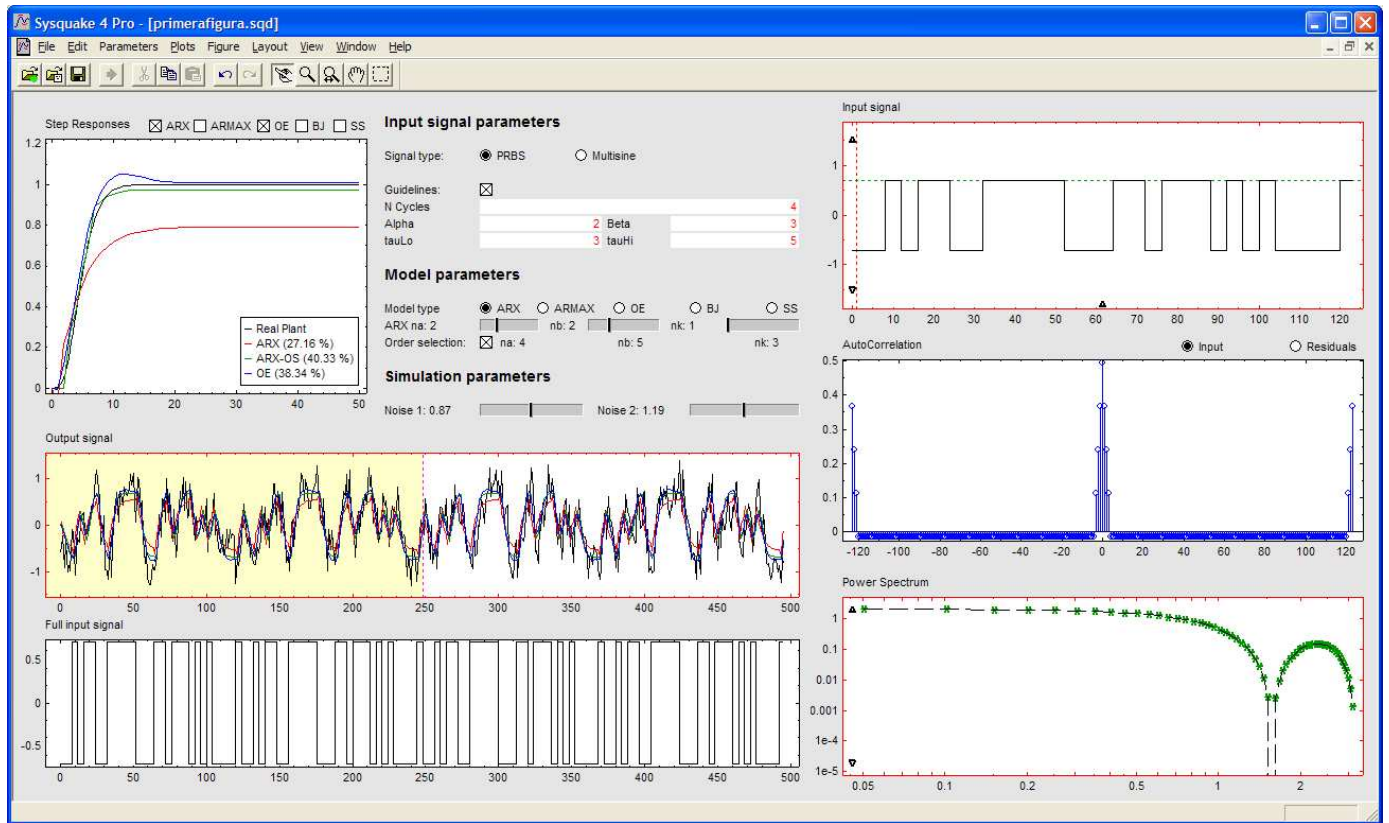 Sysquake 4 Pro - [primerafigura.sqd]
File Edit Parameters Plots Figure Layout View Window Help
Step Responses ARX ARMAX OE BJ SS
1.2
1
0.8
0.6
0.4
0.2
0
Real Plant
ARX (27.16 %)
ARX-OS (40.33 %)
OE (38.34 %)
0 10 20 30 40 50
Input signal parameters
Signal type: PRBS Multisine
Guidelines:
N Cycles 4
Alpha 2 Beta 3
tauLo 3 tauHi 5
Model parameters
Model type ARX ARMAX OE BJ SS
ARX na: 2 nb: 2 nk: 1
Order selection: na: 4 nb: 5 nk: 3
Simulation parameters
Noise 1: 0.87 Noise 2: 1.19
Input signal
1
0
-1
0 10 20 30 40 50 60 70 80 90 100 110 120
AutoCorrelation Input Residuals
0.5
0.4
0.3
0.2
0.1
0
-120 -100 -80 -60 -40 -20 0 20 40 60 80 100 120
Output signal
1
0
-1
0 50 100 150 200 250 300 350 400 450 500
Full input signal
0.5
0
-0.5
0 50 100 150 200 250 300 350 400 450 500
Power Spectrum
1
0.1
0.01
0.001
1e-4
1e-5
0.05 0.1 0.2 0.5 1 2